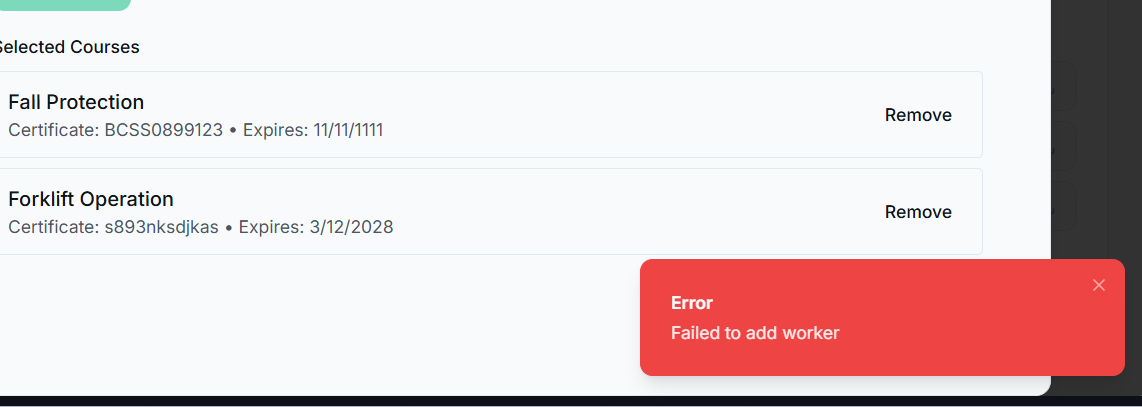 Selected Courses
Fall Protection
Certificate: BCSS0899123 • Expires: 11/11/1111
Remove
Forklift Operation
Certificate: s893nksdjkas • Expires: 3/12/2028
Remove
Error
Failed to add worker